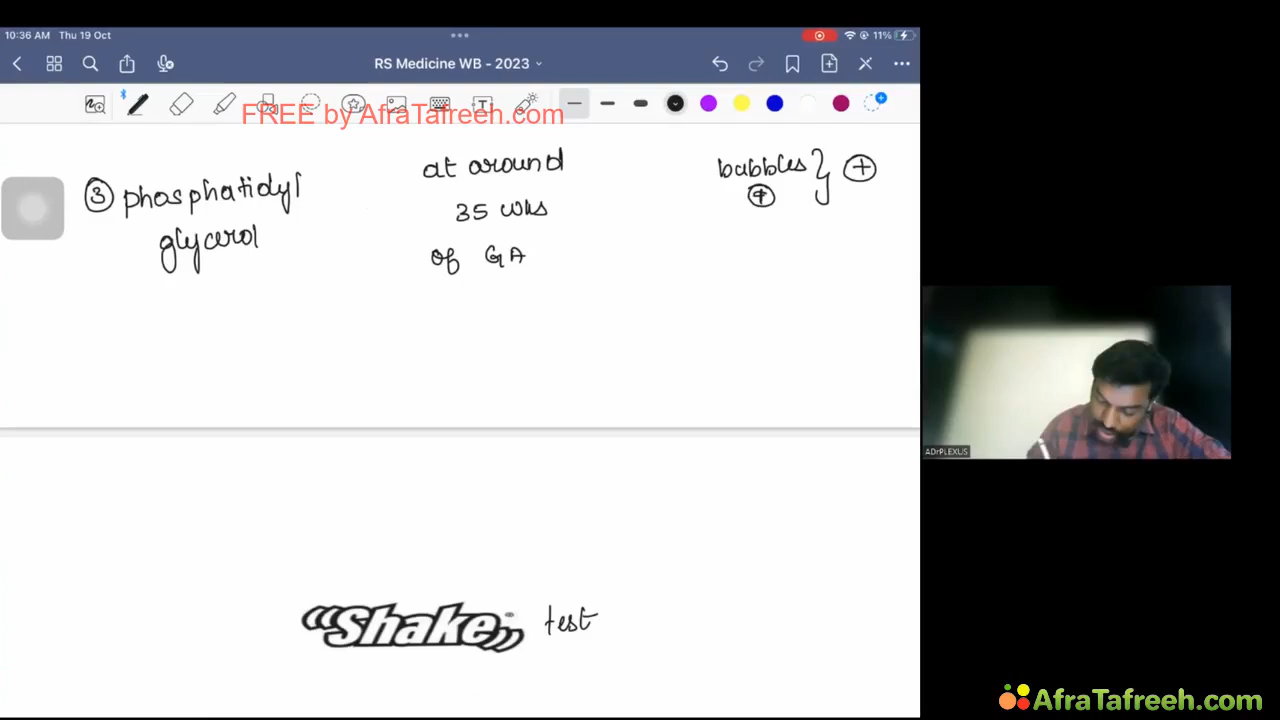 10:36 AM Thu 19 Oct
11%
RS Medicine WB - 2023
FREE by AfraTafreeh.com
③ phosphatidyl
glycerol
at around
35 wks
of GA
bubbles } +
+
ADrPLEXUS
((Shake)) ® test
AfraTafreeh.com